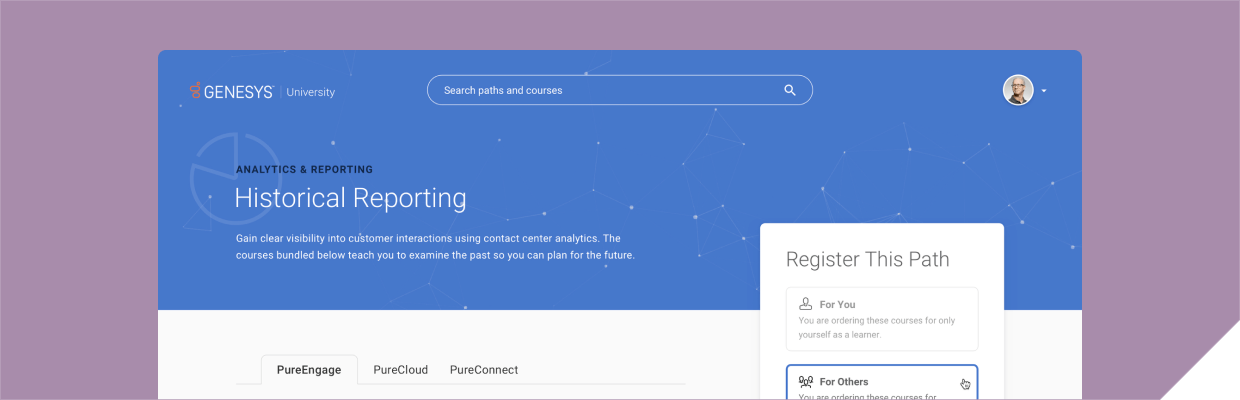 GENESYS™ University
Search paths and courses
ANALYTICS & REPORTING
Historical Reporting
Gain clear visibility into customer interactions using contact center analytics. The
courses bundled below teach you to examine the past so you can plan for the future.
Register This Path
For You
You are ordering these courses for only
yourself as a learner.
PureEngage PureCloud PureConnect
For Others
You are ordering these courses for